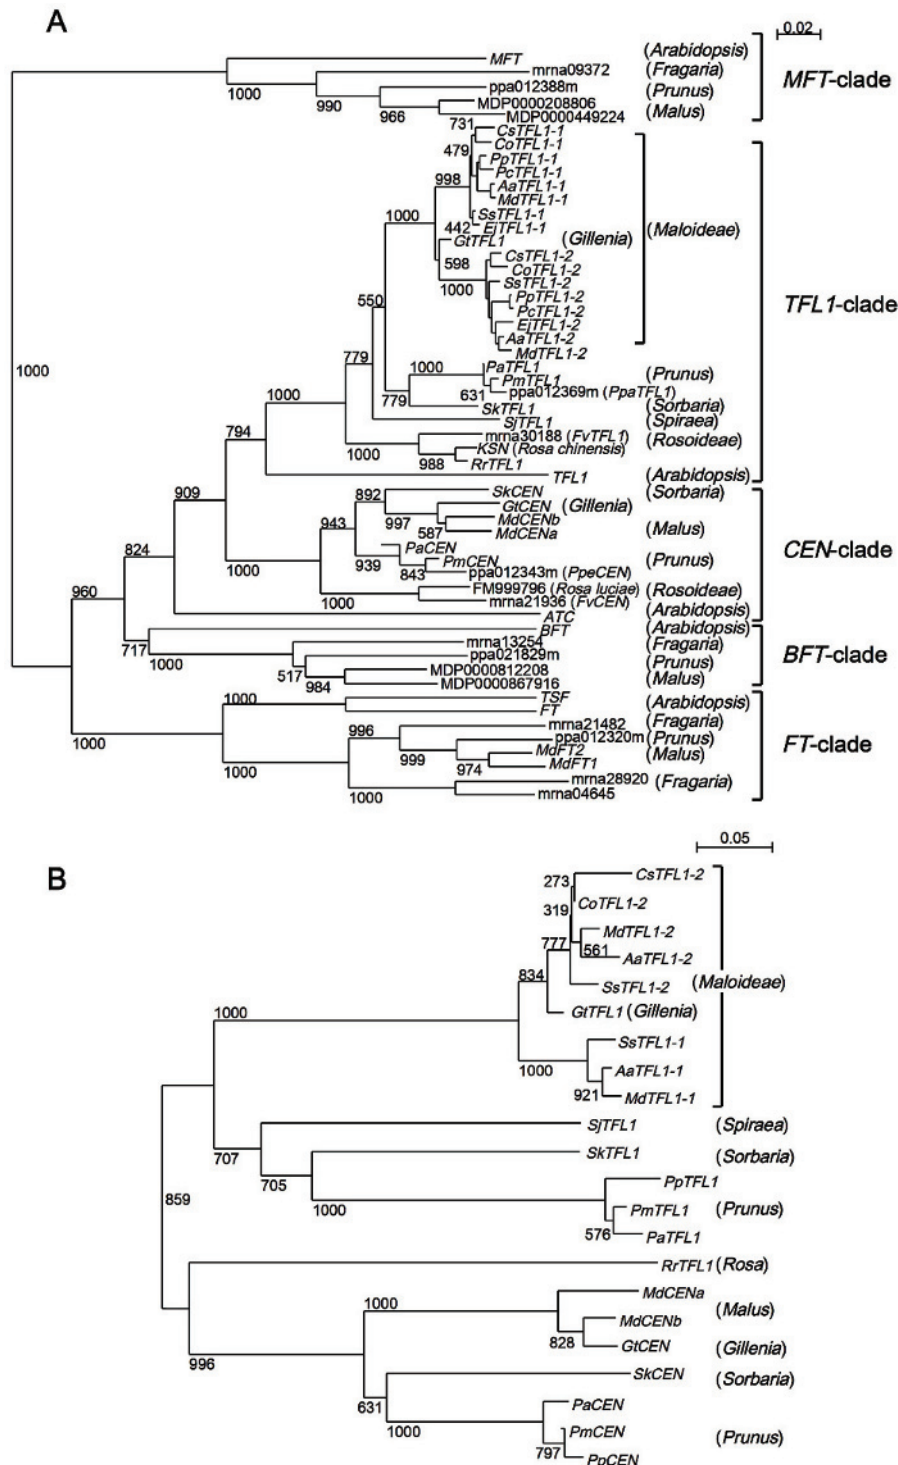 A
0.02
MFT (Arabidopsis)
mrna09372 (Fragaria)
MFT-clade
1000
ppa012388m (Prunus)
990
MDP0000208806
966
MDP0000449224 (Malus)
731
CsTFL1-1
CoTFL1-1
479
PpTFL1-1
PcTFL1-1
998
AaTFL1-1
MdTFL1-1
1000
SsTFL1-1
442
EjTFL1-1
(Maloideae)
GtTFL1 (Gillenia)
598
CsTFL1-2
CoTFL1-2
1000
SsTFL1-2
550
PpTFL1-2
PcTFL1-2
TFL1-clade
EjTFL1-2
AaTFL1-2
MdTFL1-2
779
1000
PaTFL1
1000
PmTFL1 (Prunus)
631
ppa012369m (PpaTFL1)
779
1000
SkTFL1 (Sorbaria)
SjTFL1 (Spiraea)
794
mrna30188 (FvTFL1)
1000
KSN (Rosa chinensis) (Rosoideae)
988
RrTFL1
TFL1 (Arabidopsis)
909
892
SkCEN (Sorbaria)
997
GtCEN (Gillenia)
943
MdCENb
587
MdCENa (Malus)
824
PaCEN
939
PmCEN (Prunus)
CEN-clade
1000
843
ppa012343m (PpeCEN)
FM999796 (Rosa luciae) (Rosoideae)
960
1000
mrna21936 (FvCEN)
ATC (Arabidopsis)
BFT (Arabidopsis)
717
mrna13254 (Fragaria)
1000
ppa021829m (Prunus)
BFT-clade
517
MDP0000812208
984
MDP0000867916 (Malus)
1000
TSF (Arabidopsis)
FT
996
mrna21482 (Fragaria)
1000
ppa012320m (Prunus)
FT-clade
999
MdFT2 (Malus)
1000
974
MdFT1
mrna28920 (Fragaria)
1000
mrna04645
B
0.05
273
CsTFL1-2
319
CoTFL1-2
777
MdTFL1-2
561
AaTFL1-2
834
SsTFL1-2 (Maloideae)
1000
GtTFL1 (Gillenia)
SsTFL1-1
1000
AaTFL1-1
921
MdTFL1-1
SjTFL1 (Spiraea)
707
SkTFL1 (Sorbaria)
705
PpTFL1
859
1000
PmTFL1 (Prunus)
576
PaTFL1
RrTFL1 (Rosa)
1000
MdCENa
MdCENb (Malus)
828
GtCEN (Gillenia)
996
SkCEN (Sorbaria)
631
PaCEN
1000
PmCEN (Prunus)
797
PpCEN